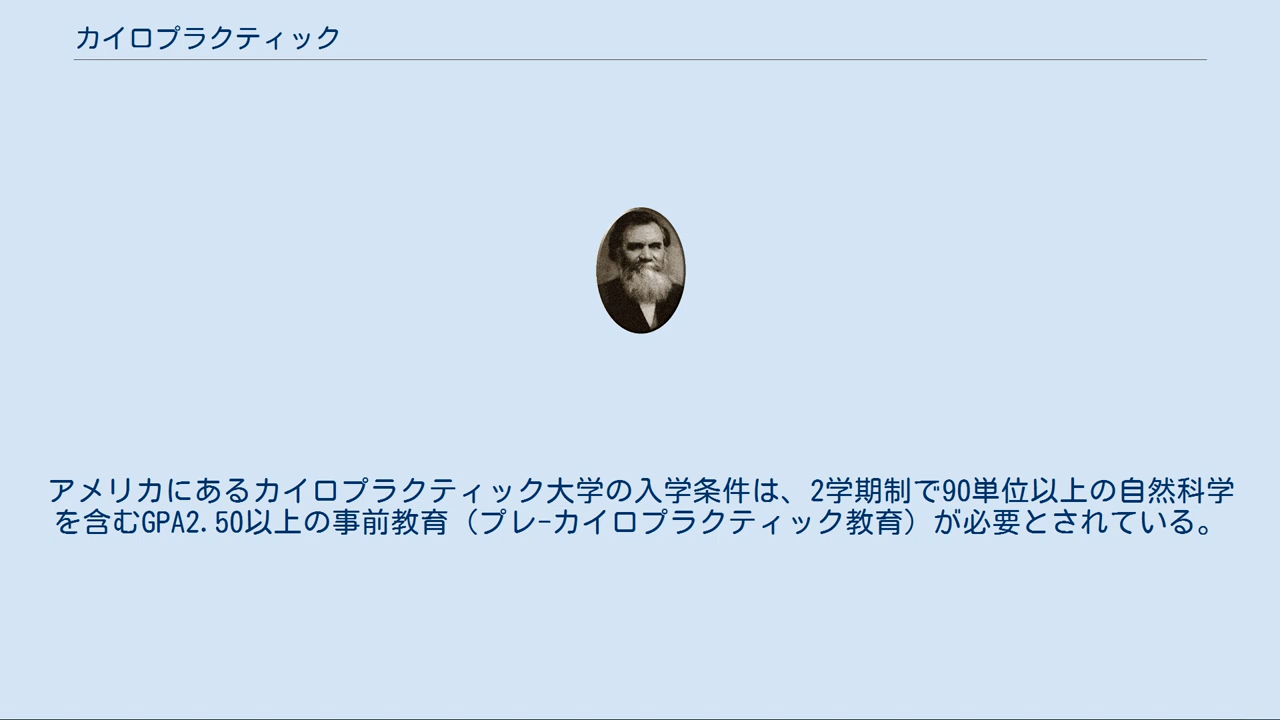 カイロプラクティック
アメリカにあるカイロプラクティック大学の入学条件は、2学期制で90単位以上の自然科学
を含むGPA2.50以上の事前教育（プレ-カイロプラクティック教育）が必要とされている。